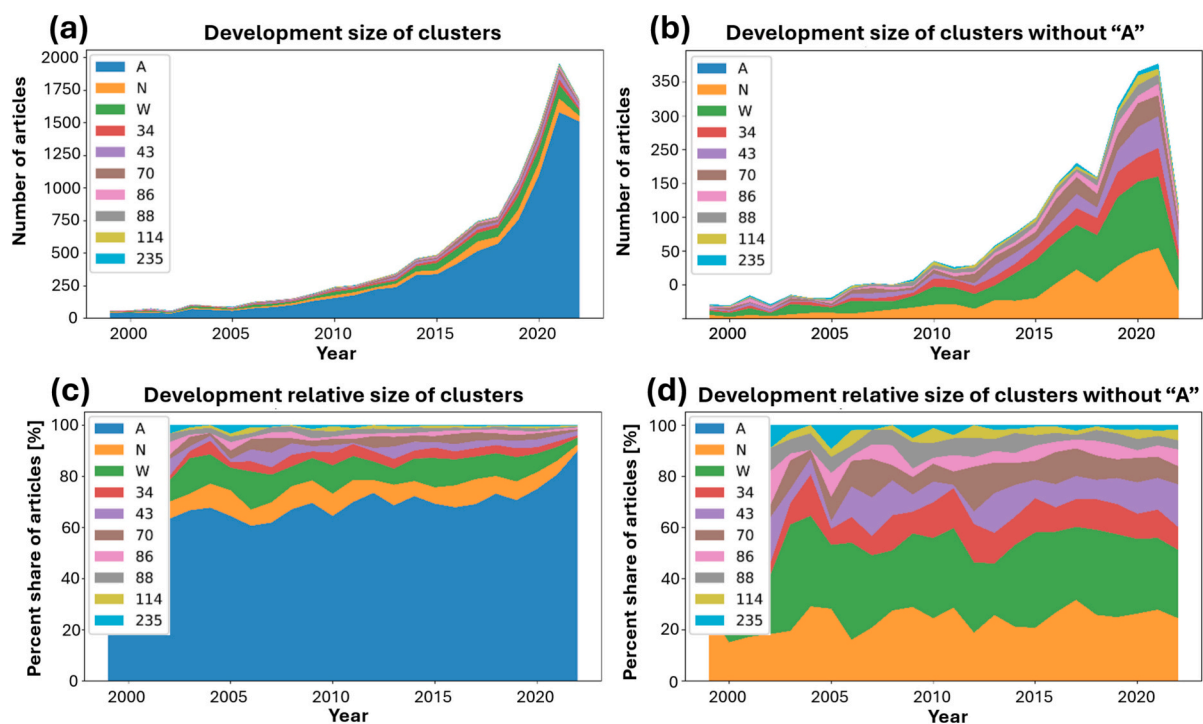 (a) Development size of clusters
Number of articles
2000
1750
1500
1250
1000
750
500
250
0
A
N
W
34
43
70
86
88
114
235
2000 2005 2010 2015 2020
Year
(b) Development size of clusters without “A”
Number of articles
350
300
250
150
100
50
0
A
N
W
34
43
70
86
88
114
235
2000 2005 2010 2015 2020
Year
(c) Development relative size of clusters
Percent share of articles [%]
100
80
60
40
20
0
A
N
W
34
43
70
86
88
114
235
2000 2005 2010 2015 2020
Year
(d) Development relative size of clusters without “A”
Percent share of articles [%]
100
80
60
40
20
0
A
N
W
34
43
70
86
88
114
235
2000 2005 2010 2015 2020
Year